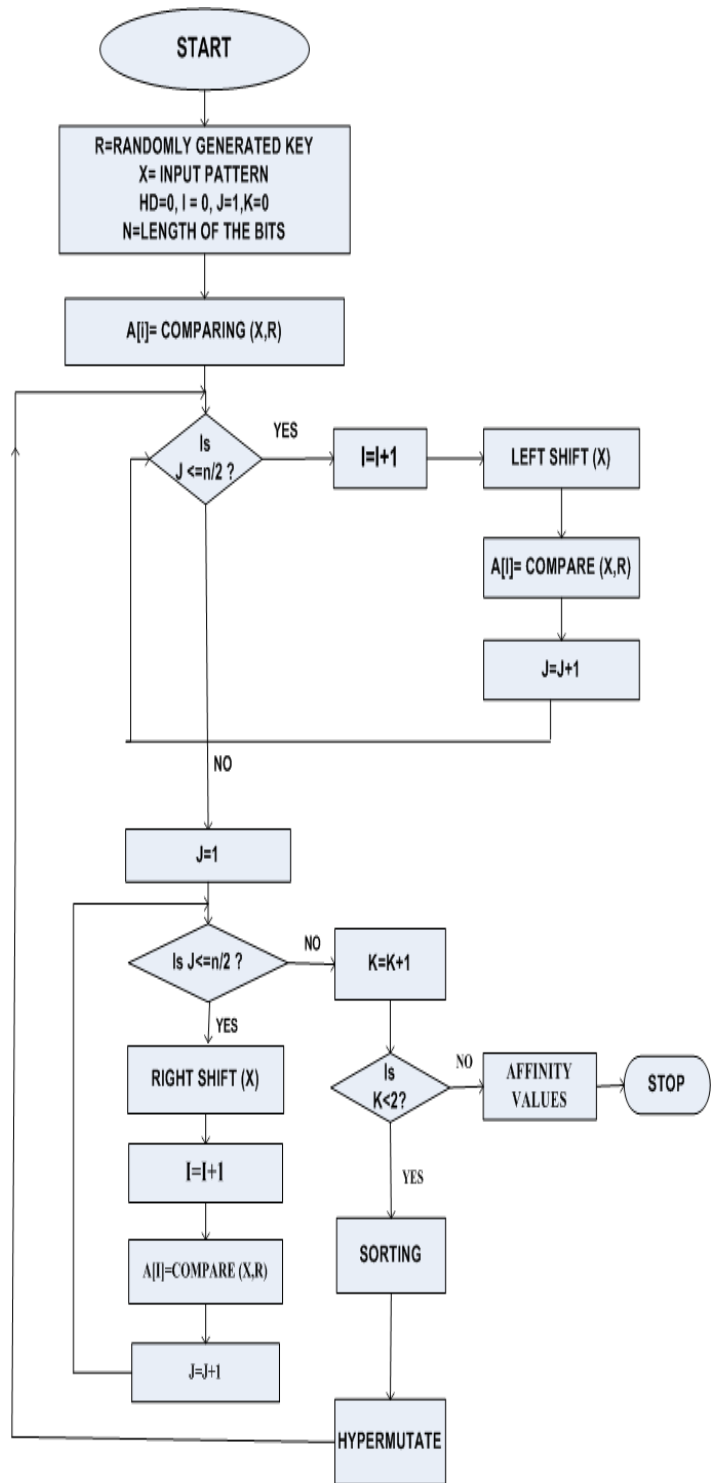 START
R=RANDOMLY GENERATED KEY
X= INPUT PATTERN
HD=0, I = 0, J=1,K=0
N=LENGTH OF THE BITS
A[i]= COMPARING (X,R)
Is
J <=n/2 ?
YES
I=I+1
LEFT SHIFT (X)
A[I]= COMPARE (X,R)
J=J+1
NO
J=1
Is J<=n/2 ?
NO
K=K+1
YES
RIGHT SHIFT (X)
Is
K<2?
NO
AFFINITY
VALUES
STOP
I=I+1
YES
A[I]=COMPARE (X,R)
SORTING
J=J+1
HYPERMUTATE